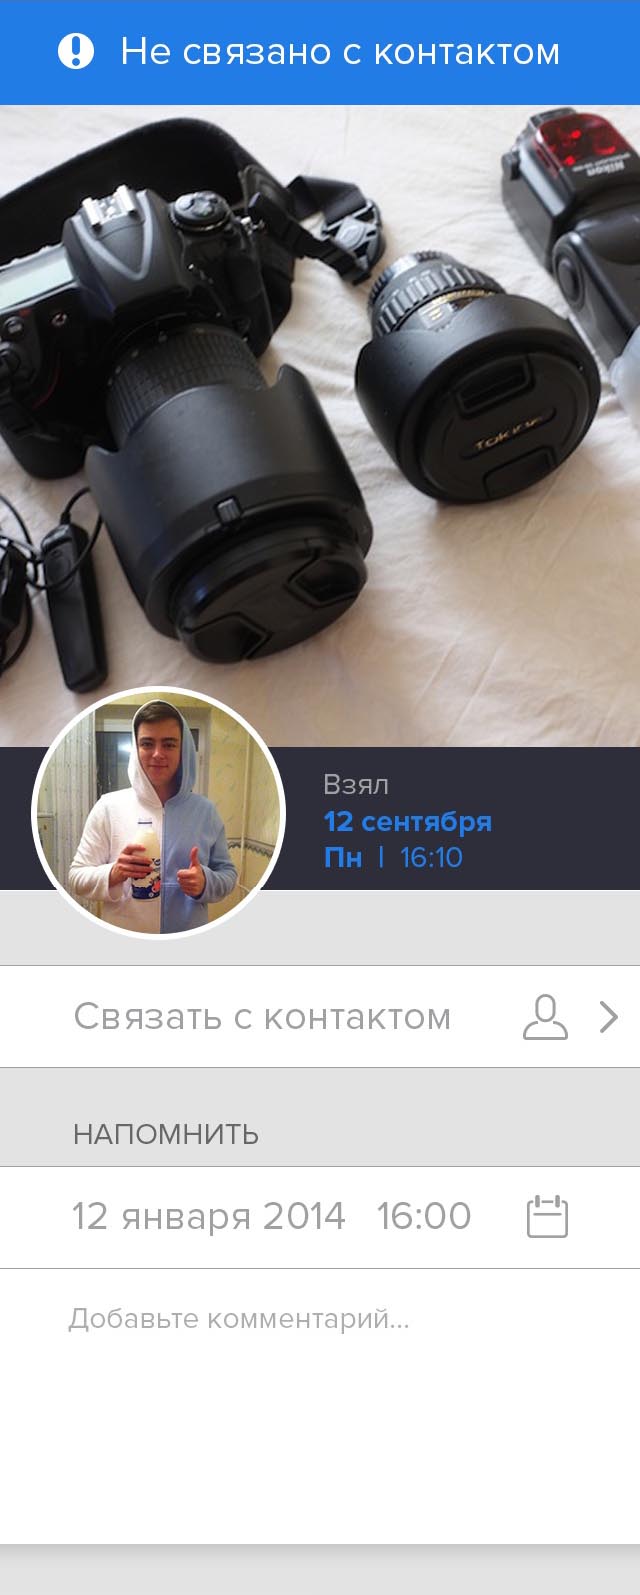 Не связано с контактом
Nikon
Tokina
Взял
12 сентября
Пн | 16:10
Связать с контактом
НАПОМНИТЬ
12 января 2014 16:00
Добавьте комментарий...